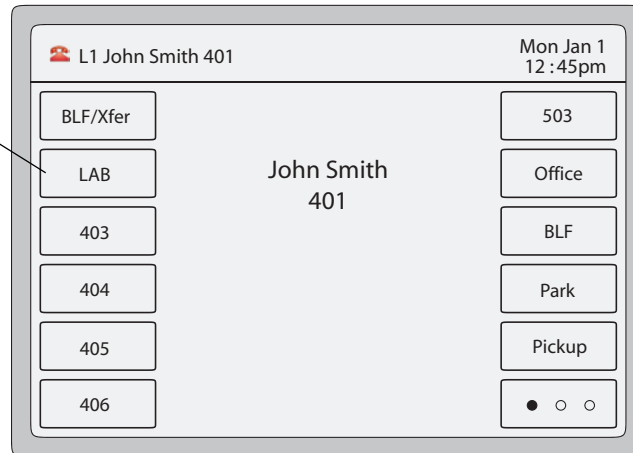 L1 John Smith 401
Mon Jan 1
12 :45pm
BLF/Xfer
LAB
403
404
405
406
John Smith
401
503
Office
BLF
Park
Pickup